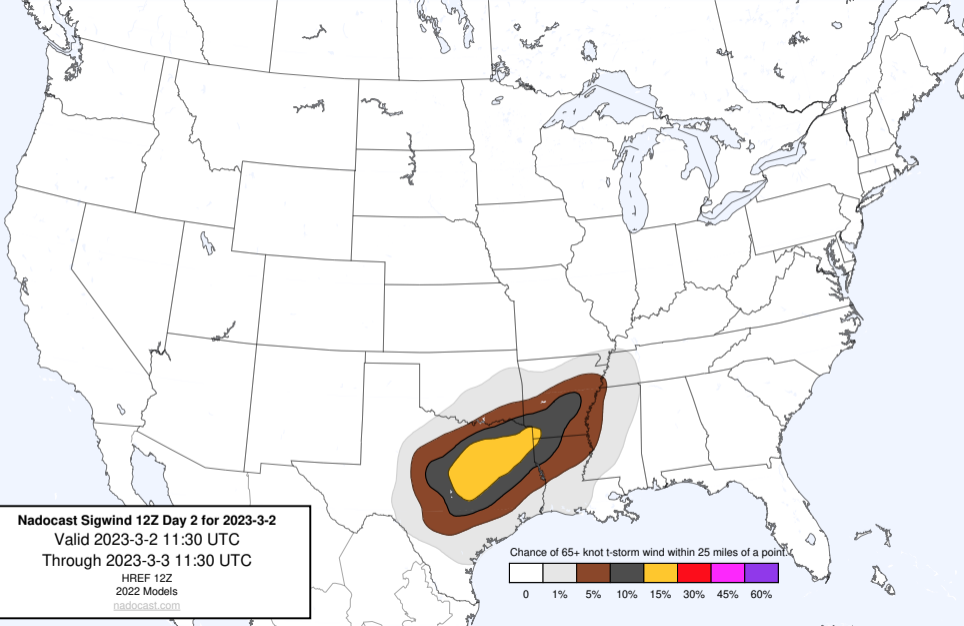 Nadocast Sigwind 12Z Day 2 for 2023-3-2
Valid 2023-3-2 11:30 UTC
Through 2023-3-3 11:30 UTC
HREF 12Z
2022 Models
nadocast.com
Chance of 65+ knot t-storm wind within 25 miles of a point.
0 1% 5% 10% 15% 30% 45% 60%